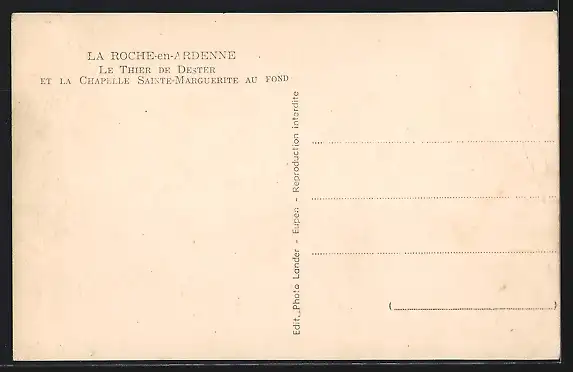 LA ROCHE-en-ARDENNE
LE THIER DE DESTER
ET LA CHAPELLE SAINTE-MARGUERITE AU FOND
Edit. Photo Lander - Eupen - Reproduction interdite